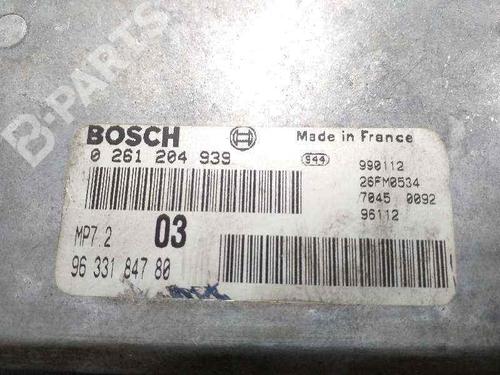 B-PARTS
BOSCH
Made in France
0 261 204 939
S44
990112
26FM0534
7045 0092
96112
MP7.2
03
96 331 847 80